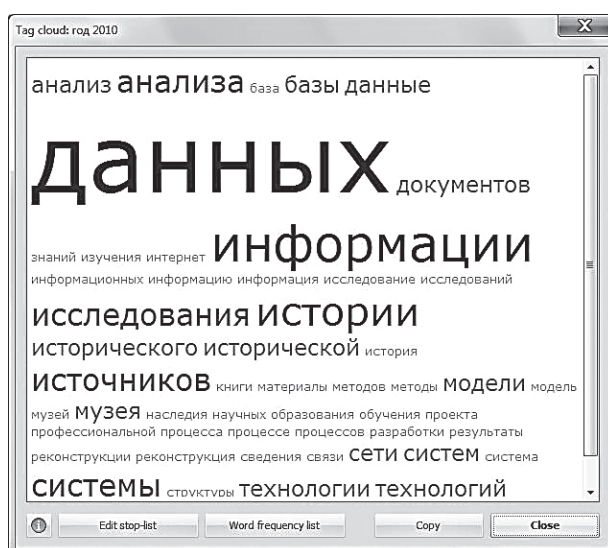 Tag cloud: год 2010
анализ анализа база базы данные
данных документов
знаний изучения интернет информации
информационных информацию информация исследование исследований
исследования истории
исторического исторической история
источников книги материалы методов методы модели модель
музей музея наследия научных образования обучения проекта
профессиональной процесса процессе процессов разработки результаты
реконструкции реконструкция сведения связи сети систем система
системы структуры технологии технологий
Edit stop-list Word frequency list Copy Close